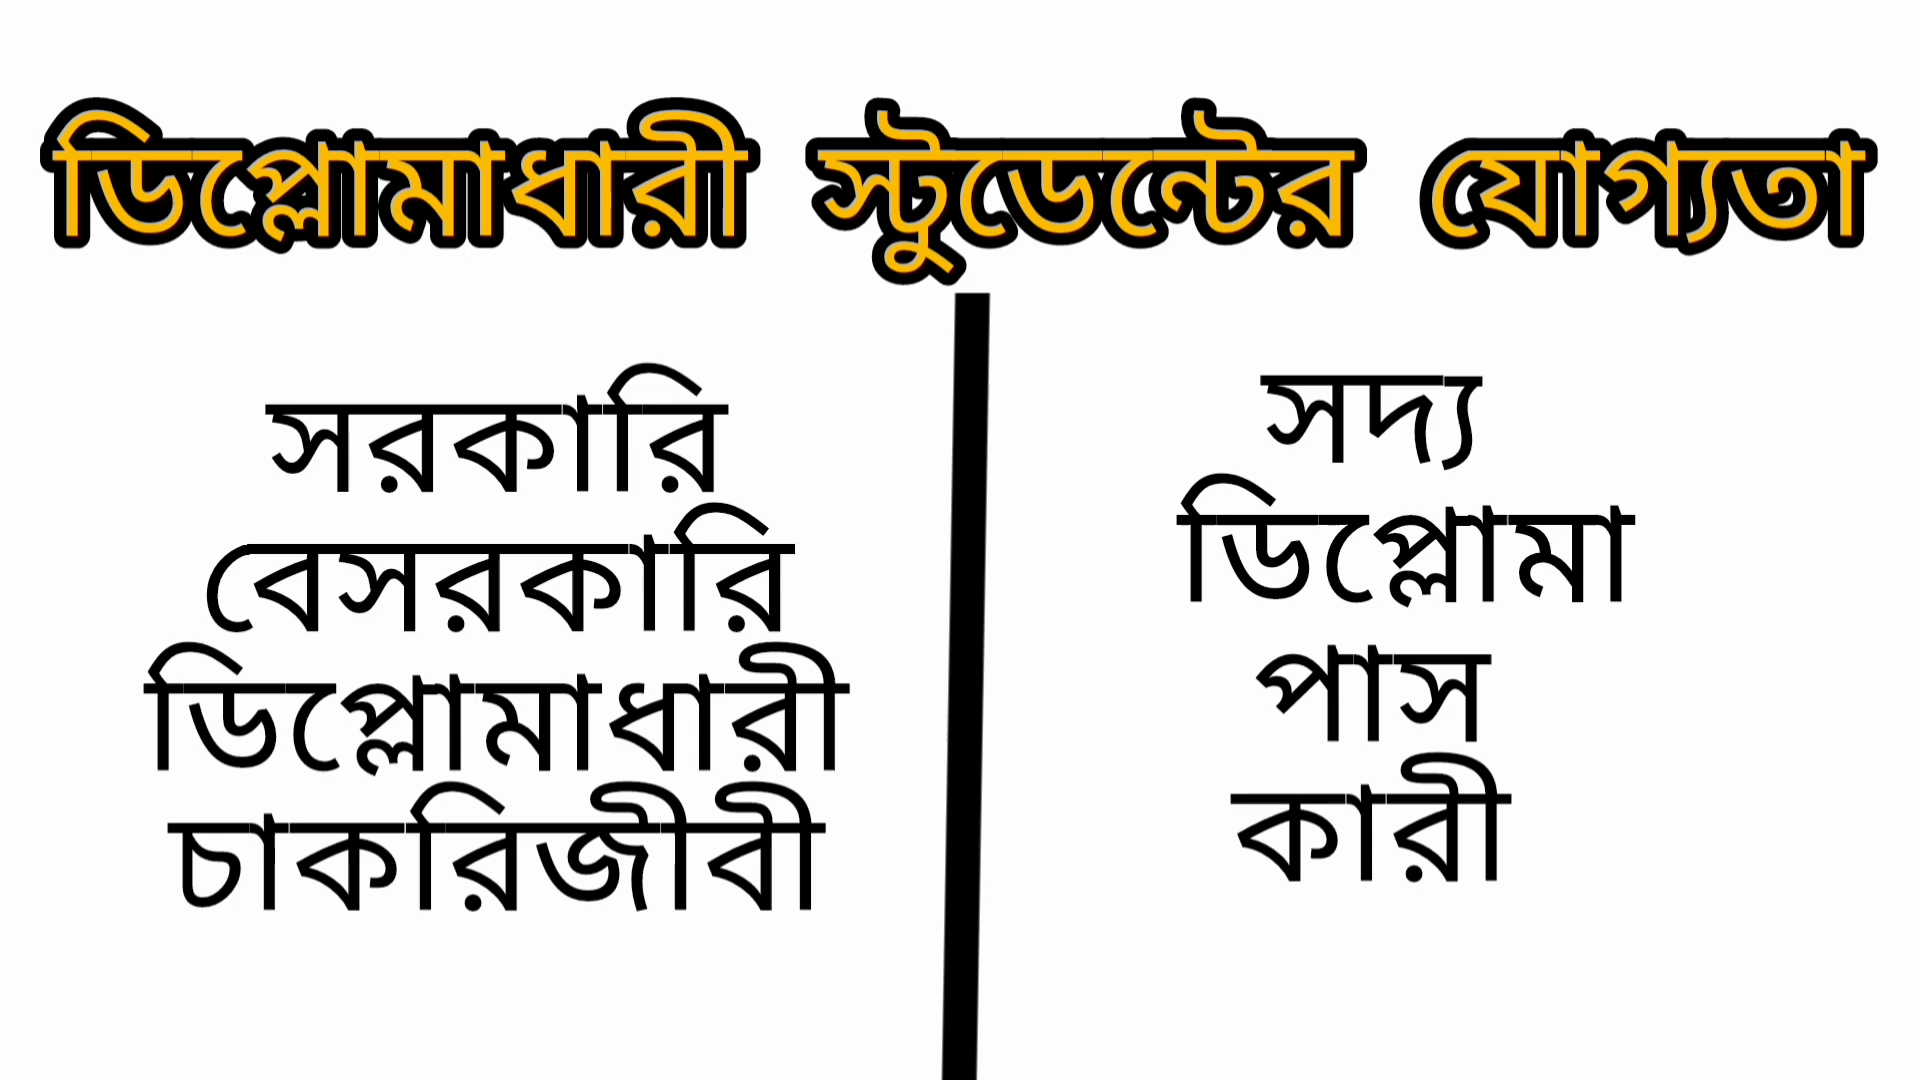 ডিপ্লোমাধারী স্টুডেন্টের যোগ্যতা
সরকারি
বেসরকারি
ডিপ্লোমাধারী
চাকরিজীবী
সদ্য
ডিপ্লোমা
পাস
কারী